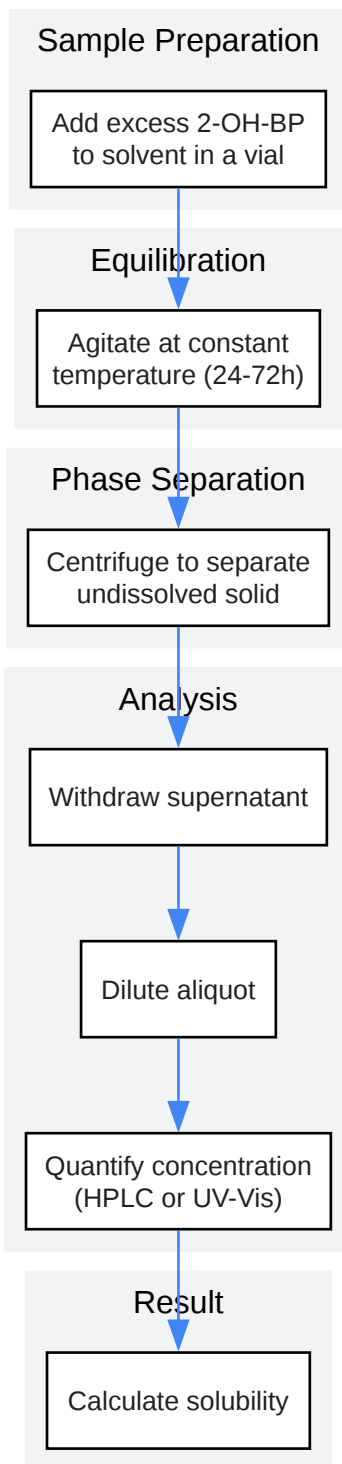 Sample Preparation
Add excess 2-OH-BP
to solvent in a vial
Equilibration
Agitate at constant
temperature (24-72h)
Phase Separation
Centrifuge to separate
undissolved solid
Analysis
Withdraw supernatant
Dilute aliquot
Quantify concentration
(HPLC or UV-Vis)
Result
Calculate solubility